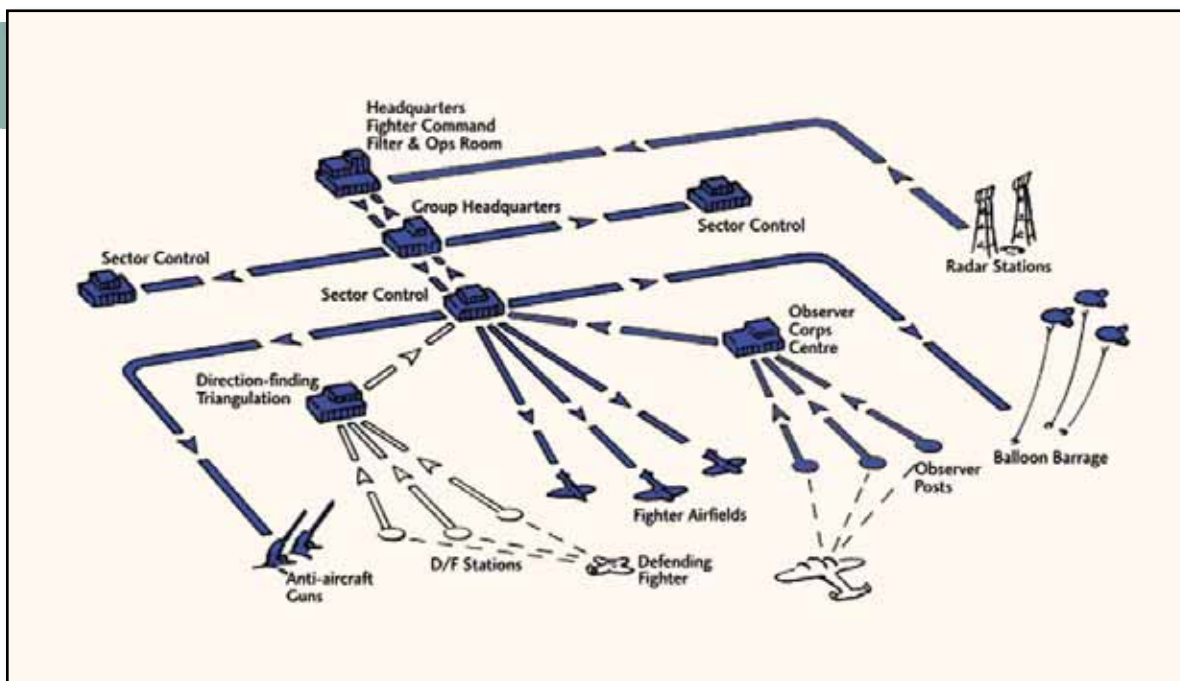 Headquarters
Fighter Command
Filter & Ops Room
Group Headquarters
Sector Control
Radar Stations
Sector Control
Sector Control
Observer
Corps
Centre
Direction-finding
Triangulation
Balloon Barrage
Observer
Posts
Fighter Airfields
D/F Stations
Defending
Fighter
Anti-aircraft
Guns